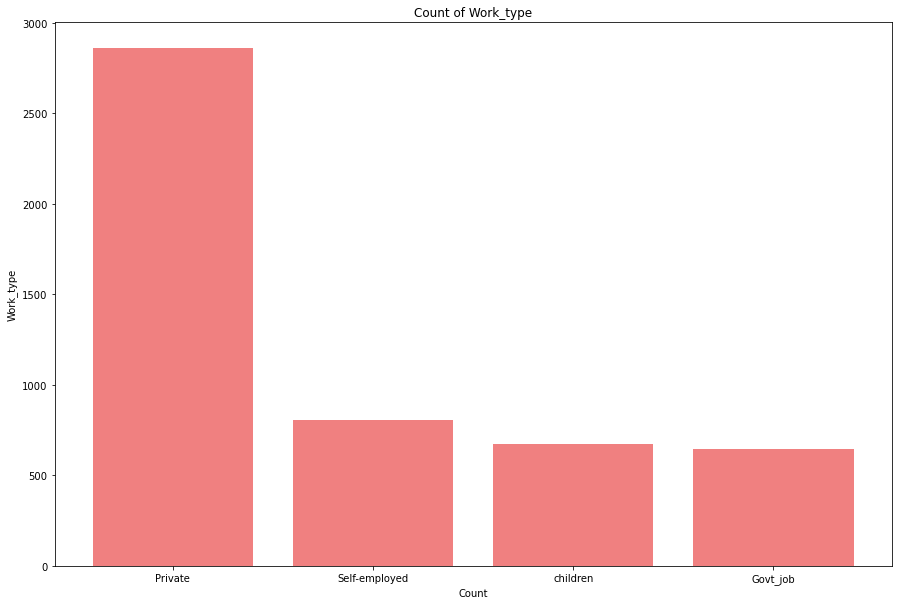 Count of Work_type
3000
2500
2000
1500
1000
500
0
Work_type
Private
Self-employed
children
Govt_job
Count